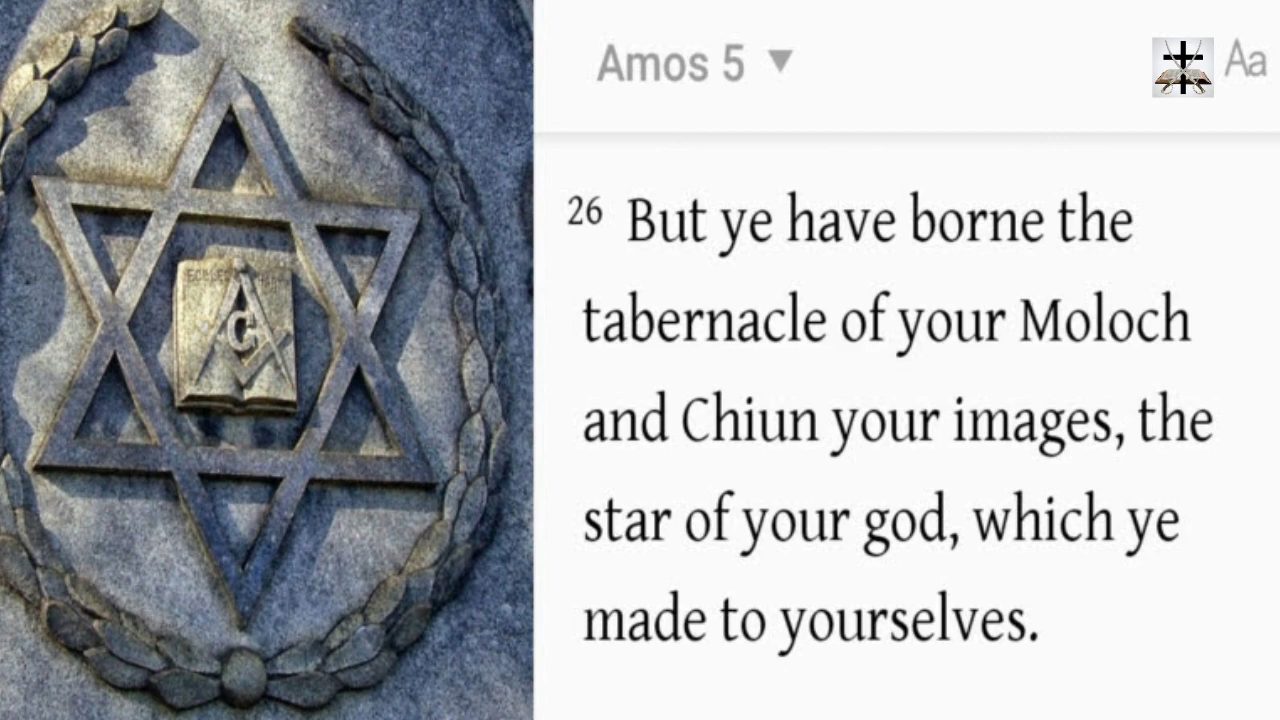 G
Amos 5 ▼
Aa
26 But ye have borne the
tabernacle of your Moloch
and Chiun your images, the
star of your god, which ye
made to yourselves.